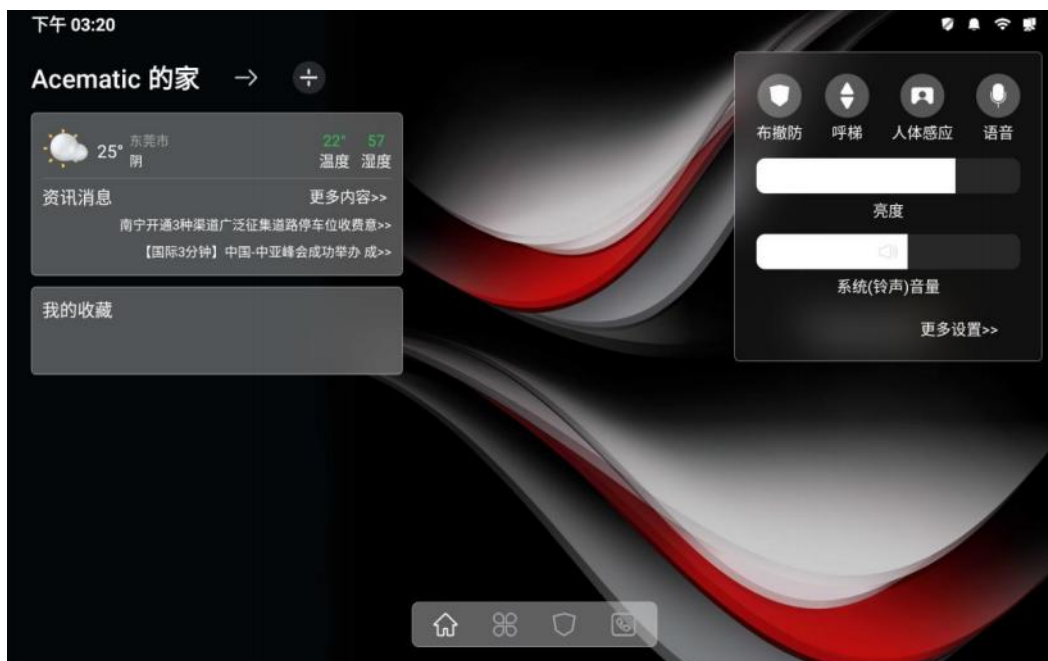 下午 03:20
Acematic 的家
25° 东莞市
阴
22° 57
温度 湿度
资讯消息 更多内容>>
南宁开通3种渠道广泛征集道路停车位收费意>>
【国际3分钟】中国-中亚峰会成功举办 成>>
我的收藏
布撤防 呼梯 人体感应 语音
亮度
系统(铃声)音量
更多设置>>